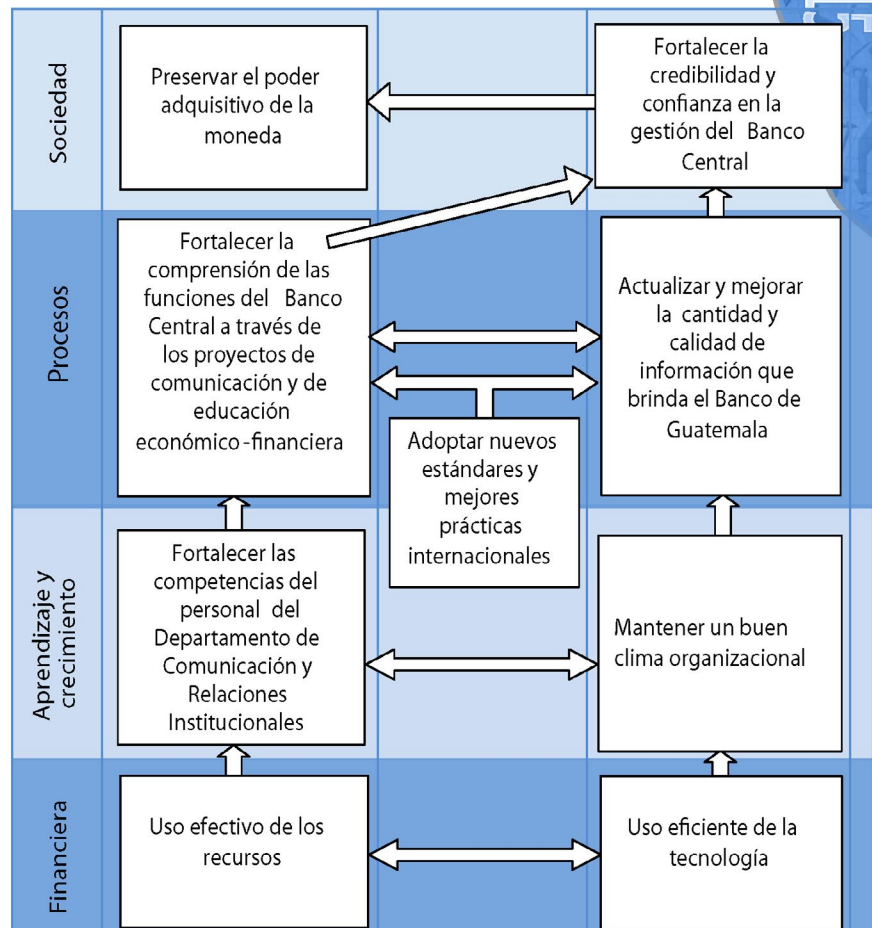 Sociedad
Preservar el poder
adquisitivo de la
moneda
Fortalecer la
credibilidad y
confianza en la
gestión del Banco
Central
Procesos
Fortalecer la
comprensión de las
funciones del Banco
Central a través de
los proyectos de
comunicación y de
educación
económico-financiera
Adoptar nuevos
estándares y
mejores
prácticas
internacionales
Actualizar y mejorar
la cantidad y
calidad de
información que
brinda el Banco de
Guatemala
Aprendizaje y
crecimiento
Fortalecer las
competencias del
personal del
Departamento de
Comunicación y
Relaciones
Institucionales
Mantener un buen
clima organizacional
Financiera
Uso efectivo de los
recursos
Uso eficiente de la
tecnología